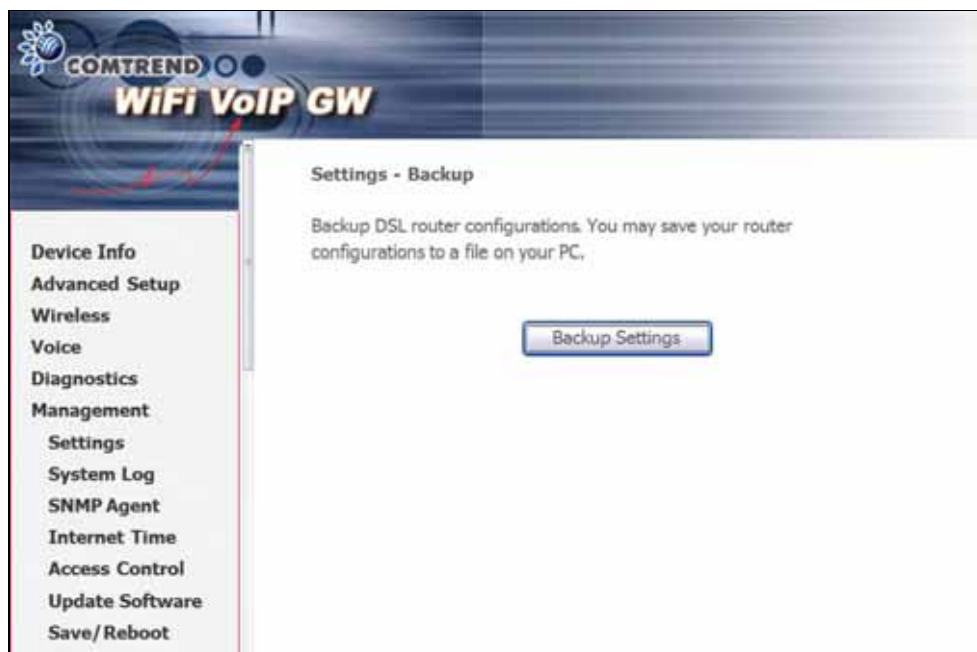 COMTREND
WiFi VoIP GW
Settings - Backup
Backup DSL router configurations. You may save your router
configurations to a file on your PC.
Backup Settings
Device Info
Advanced Setup
Wireless
Voice
Diagnostics
Management
Settings
System Log
SNMP Agent
Internet Time
Access Control
Update Software
Save/Reboot